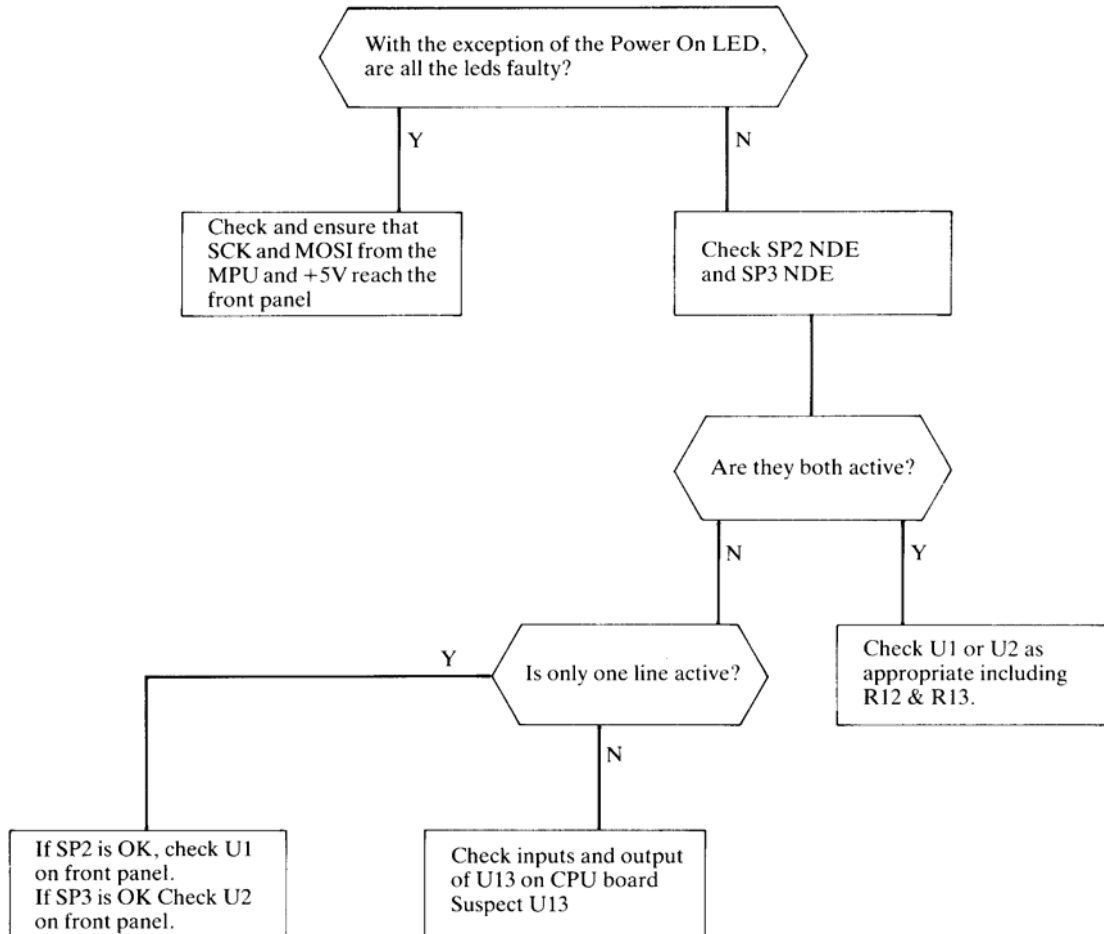 With the exception of the Power On LED,
are all the leds faulty?
Y
N
Check and ensure that
SCK and MOSI from the
MPU and +5V reach the
front panel
Check SP2 NDE
and SP3 NDE
Are they both active?
N
Y
Y
Is only one line active?
Check U1 or U2 as
appropriate including
R12 & R13.
N
If SP2 is OK, check U1
on front panel.
If SP3 is OK Check U2
on front panel.
Check inputs and output
of U13 on CPU board
Suspect U13